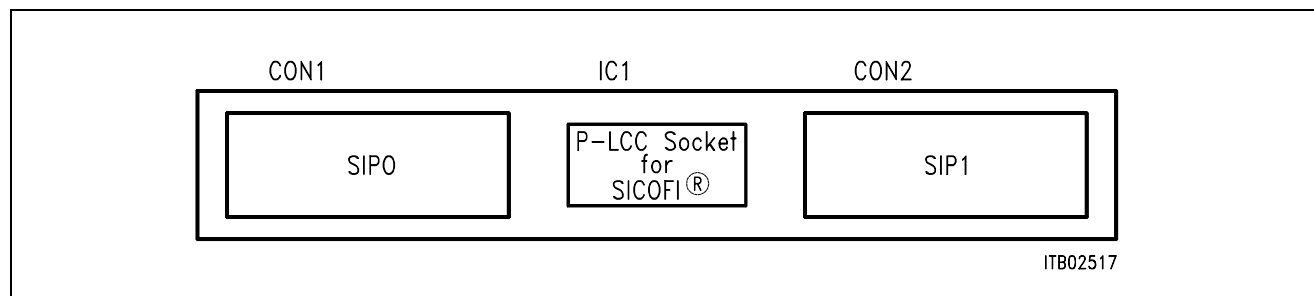 CON1 IC1 CON2
SIP0
P-LCC Socket
for
SICOFI®
SIP1
ITB02517